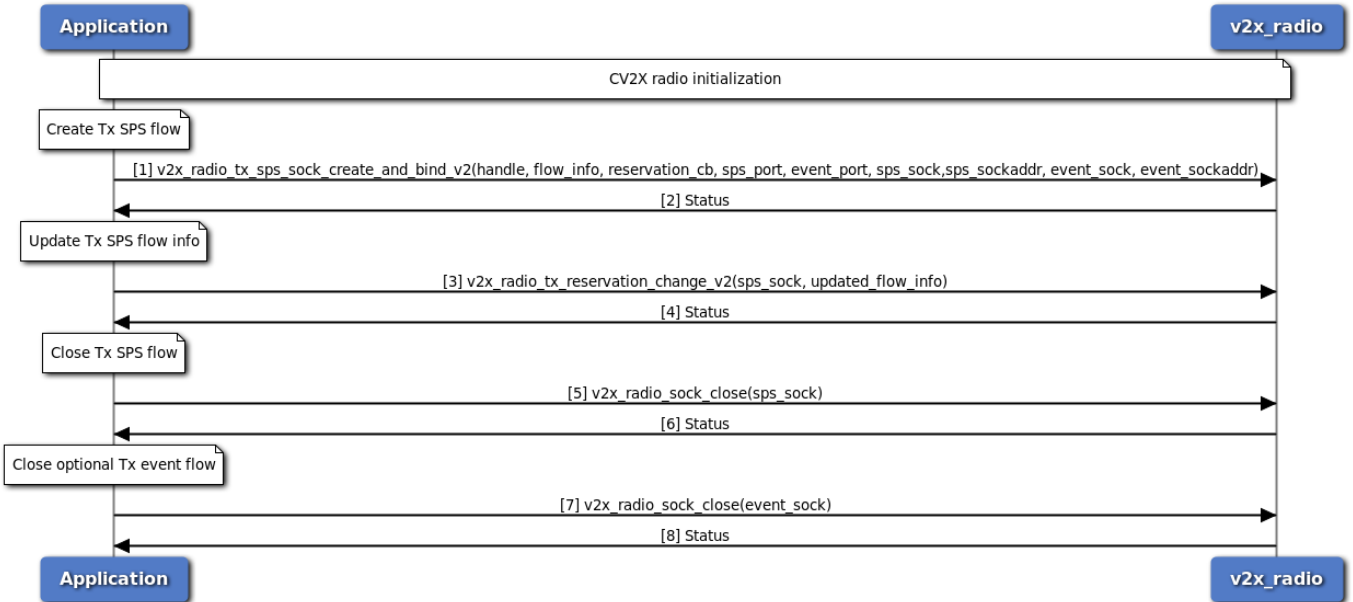 Application
v2x_radio
CV2X radio initialization
Create Tx SPS flow
[1] v2x_radio_tx_sps_sock_create_and_bind_v2(handle, flow_info, reservation_cb, sps_port, event_port, sps_sock,sps_sockaddr, event_sock, event_sockaddr)
[2] Status
Update Tx SPS flow info
[3] v2x_radio_tx_reservation_change_v2(sps_sock, updated_flow_info)
[4] Status
Close Tx SPS flow
[5] v2x_radio_sock_close(sps_sock)
[6] Status
Close optional Tx event flow
[7] v2x_radio_sock_close(event_sock)
[8] Status
Application
v2x_radio